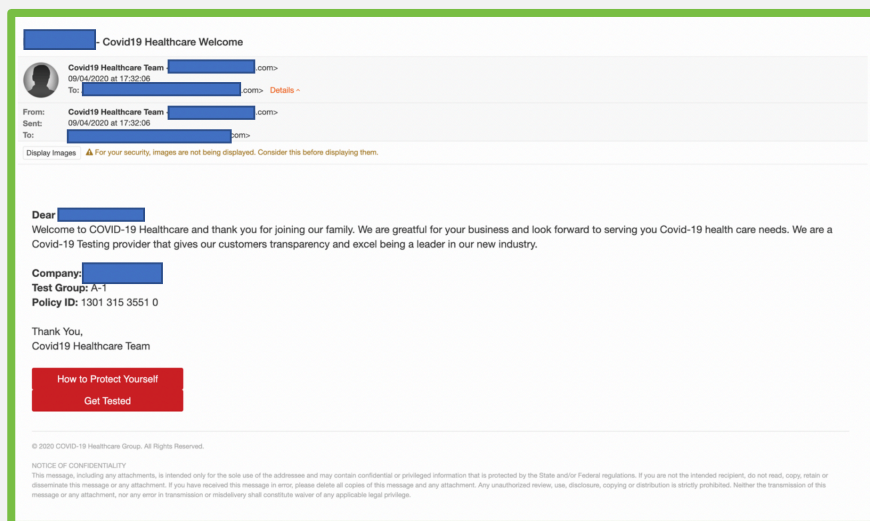 - Covid19 Healthcare Welcome
Covid19 Healthcare Team .com>
09/04/2020 at 17:32:06
To: .com> Details
From: Covid19 Healthcare Team .com>
Sent: 09/04/2020 at 17:32:06
To: com>
Display Images For your security, images are not being displayed. Consider this before displaying them.
Dear
Welcome to COVID-19 Healthcare and thank you for joining our family. We are greatful for your business and look forward to serving you Covid-19 health care needs. We are a
Covid-19 Testing provider that gives our customers transparency and excel being a leader in our new industry.
Company:
Test Group: A-1
Policy ID: 1301 315 3551 0
Thank You,
Covid19 Healthcare Team
How to Protect Yourself
Get Tested
© 2020 COVID-19 Healthcare Group. All Rights Reserved.
NOTICE OF CONFIDENTIALITY
This message, including any attachments, is intended only for the sole use of the addressee and may contain confidential or privileged information that is protected by the State and/or Federal regulations. If you are not the intended recipient, do not read, copy, retain or
disseminate this message or any attachment. If you have received this message in error, please delete all copies of this message and any attachment. Any unauthorized review, use, disclosure, copying or distribution is strictly prohibited. Neither the transmission of this
message or any attachment, nor any error in transmission or misdelivery shall constitute waiver of any applicable legal privilege.